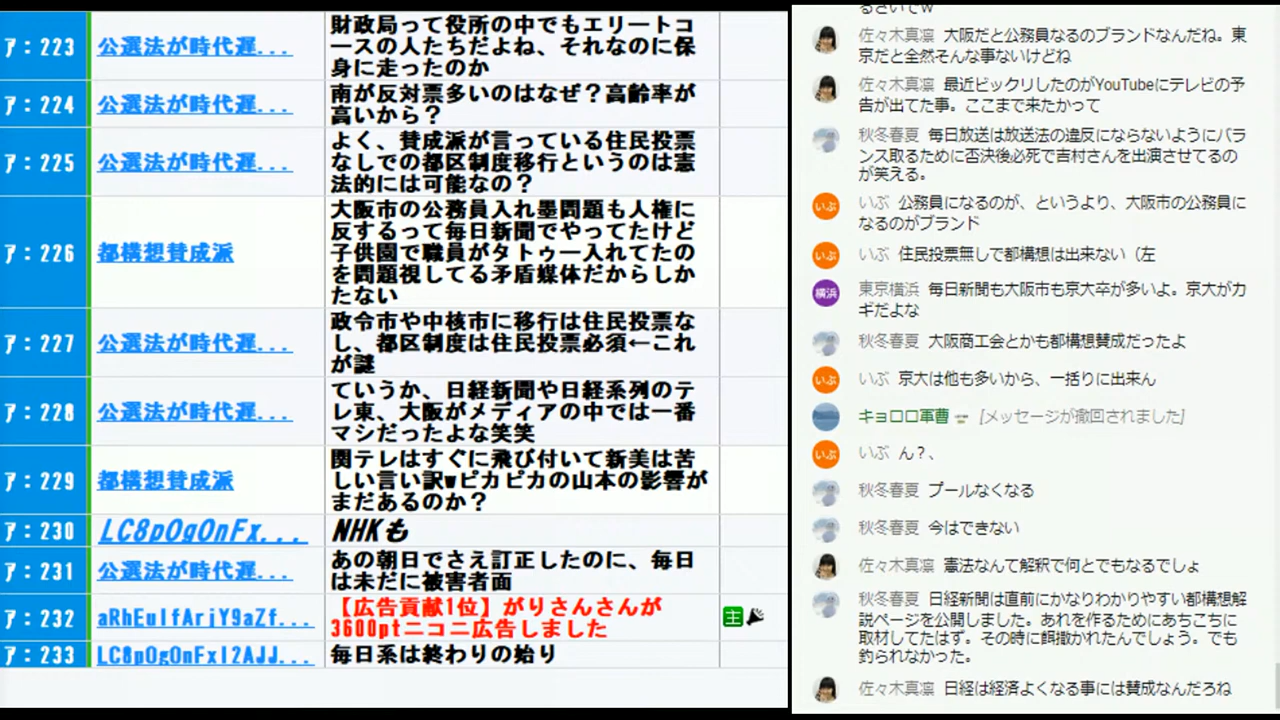 ｱ：223 公選法が時代遅... 財政局って役所の中でもエリートコ
ースの人たちだよね、それなのに保
身に走ったのか
ｱ：224 公選法が時代遅... 南が反対票多いのはなぜ？高齢率が
高いから？
ｱ：225 公選法が時代遅... よく、賛成派が言っている住民投票
なしでの都区制度移行というのは憲
法的には可能なの？
ｱ：226 都構想賛成派 大阪市の公務員入れ墨問題も人権に
反するって毎日新聞でやってたけど
子供園で職員がタトゥー入れてたの
を問題視してる矛盾媒体だからしか
たない
ｱ：227 公選法が時代遅... 政令市や中核市に移行は住民投票な
し、都区制度は住民投票必須←これ
が謎
ｱ：228 公選法が時代遅... ていうか、日経新聞や日経系列のテ
レ東、大阪がメディアの中では一番
マシだったよな笑笑
ｱ：229 都構想賛成派 関テレはすぐに飛び付いて新美は苦
しい言い訳wピカピカの山本の影響が
まだあるのか？
ｱ：230 LC8pOgOnFx... NHKも
ｱ：231 公選法が時代遅... あの朝日でさえ訂正したのに、毎日
は未だに被害者面
ｱ：232 aRhEuIfArjY9aZf... 【広告貢献1位】がりさんさんが
3600ptニコニ広告しました 主
ｱ：233 LC8pOgOnFxI2AJJ... 毎日系は終わりの始り
るさいでw
佐々木真凛 大阪だと公務員なるのブランドなんだね。東
京だと全然そんな事ないけどね
佐々木真凛 最近ビックリしたのがYouTubeにテレビの予
告が出てた事。ここまで来たかって
秋冬春夏 毎日放送は放送法の違反にならないようにバラ
ンス取るために否決後必死で吉村さんを出演させてるの
が笑える。
いぶ いぶ 公務員になるのが、というより、大阪市の公務員に
なるのがブランド
いぶ いぶ 住民投票無しで都構想は出来ない（左
横浜 東京横浜 毎日新聞も大阪市も京大卒が多いよ。京大がカ
ギだよな
秋冬春夏 大阪商工会とかも都構想賛成だったよ
いぶ いぶ 京大は他も多いから、一括りに出来ん
キョロロ軍曹 [メッセージが撤回されました]
いぶ いぶ ん？、
秋冬春夏 プールなくなる
秋冬春夏 今はできない
佐々木真凛 憲法なんて解釈で何とでもなるでしょ
秋冬春夏 日経新聞は直前にかなりわかりやすい都構想解
説ページを公開しました。あれを作るためにあちこちに
取材してたはず。その時に餌撒かれたんでしょう。でも
釣られなかった。
佐々木真凛 日経は経済よくなる事には賛成なんだろね